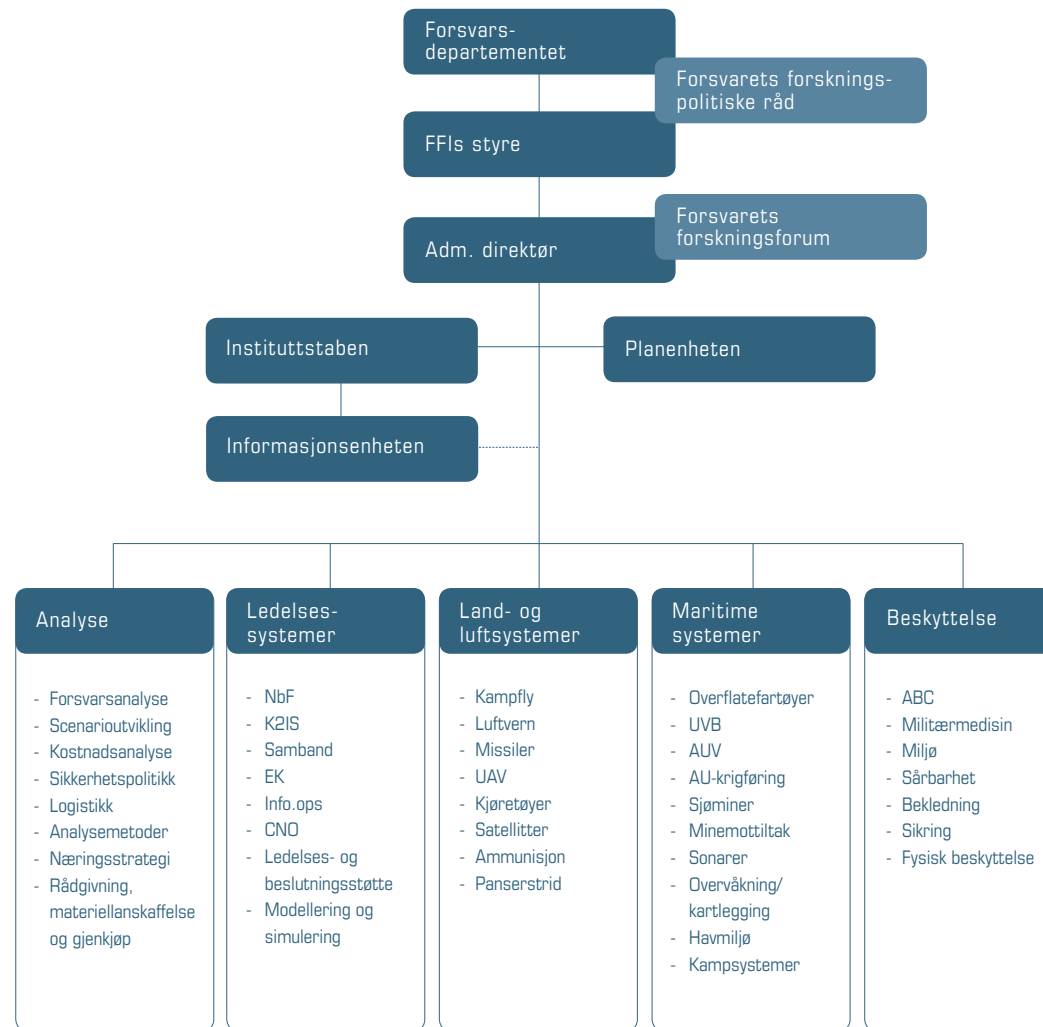 Forsvars-
departementet
Forsvarets forsknings-
politiske råd
FFIs styre
Forsvarets
forskningsforum
Adm. direktør
Instituttstaben
Planenheten
Informasjonsenheten
Analyse
- Forsvarsanalyse
- Scenarioutvikling
- Kostnadsanalyse
- Sikkerhetspolitikk
- Logistikk
- Analysemetoder
- Næringsstrategi
- Rådgivning,
materiellanskaffelse
og gjenkjøp
Ledelses-
systemer
- NbF
- K2IS
- Samband
- EK
- Info.ops
- CNO
- Ledelses- og
beslutningsstøtte
- Modellering og
simulering
Land- og
luftsystemer
- Kampfly
- Luftvern
- Missiler
- UAV
- Kjøretøyer
- Satellitter
- Ammunisjon
- Panserstrid
Maritime
systemer
- Overflatefartøyer
- UVB
- AUV
- AU-krigføring
- Sjøminer
- Minemottiltak
- Sonarer
- Overvåkning/
kartlegging
- Havmiljø
- Kampsystemer
Beskyttelse
- ABC
- Militærmedisin
- Miljø
- Sårbarhet
- Bekledning
- Sikring
- Fysisk beskyttelse